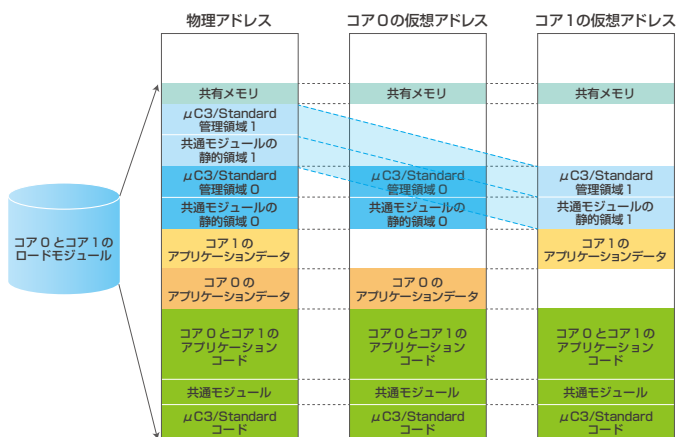 物理アドレス
コア0の仮想アドレス
コア1の仮想アドレス
共有メモリ
共有メモリ
共有メモリ
μC3/Standard
管理領域1
共通モジュールの
静的領域1
μC3/Standard
管理領域0
μC3/Standard
管理領域0
μC3/Standard
管理領域1
共通モジュールの
静的領域0
共通モジュールの
静的領域0
共通モジュールの
静的領域1
コア0とコア1の
ロードモジュール
コア1の
アプリケーションデータ
コア1の
アプリケーションデータ
コア0の
アプリケーションデータ
コア0の
アプリケーションデータ
コア0とコア1の
アプリケーション
コード
コア0とコア1の
アプリケーション
コード
コア0とコア1の
アプリケーション
コード
共通モジュール
共通モジュール
共通モジュール
μC3/Standard
コード
μC3/Standard
コード
μC3/Standard
コード